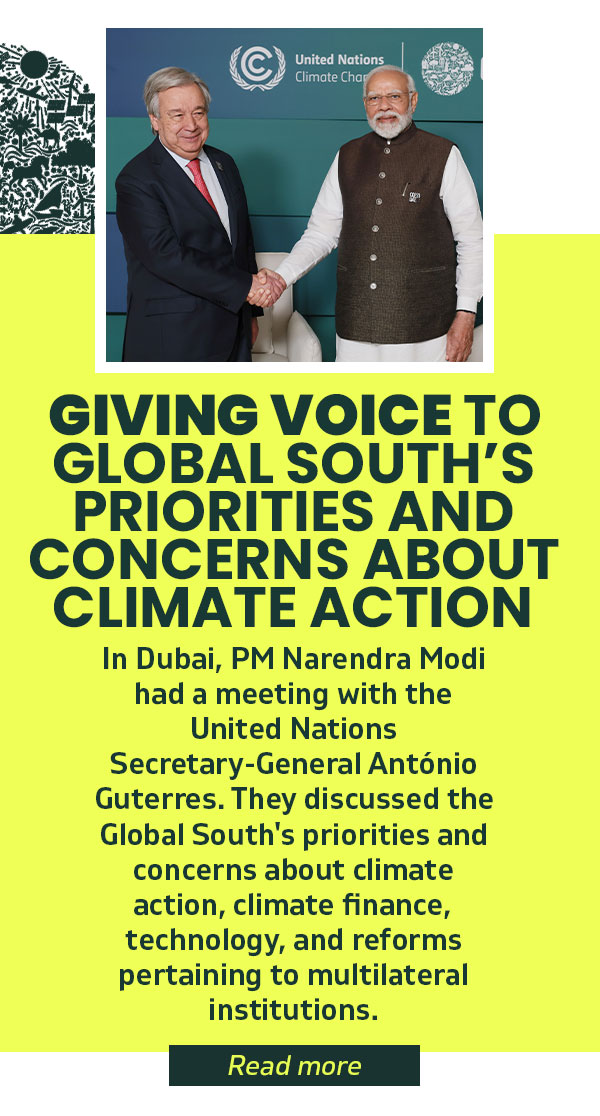 United Nations
Climate Chan
GIVING VOICE TO
GLOBAL SOUTH'S
PRIORITIES AND
CONCERNS ABOUT
CLIMATE ACTION
In Dubai, PM Narendra Modi
had a meeting with the
United Nations
Secretary-General António
Guterres. They discussed the
Global South's priorities and
concerns about climate
action, climate finance,
technology, and reforms
pertaining to multilateral
institutions.
Read more